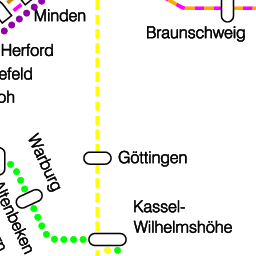 Minden
Braunschweig
Herford
efeld
oh
Warburg
Altenbeken
Göttingen
Kassel-
Wilhelmshöhe